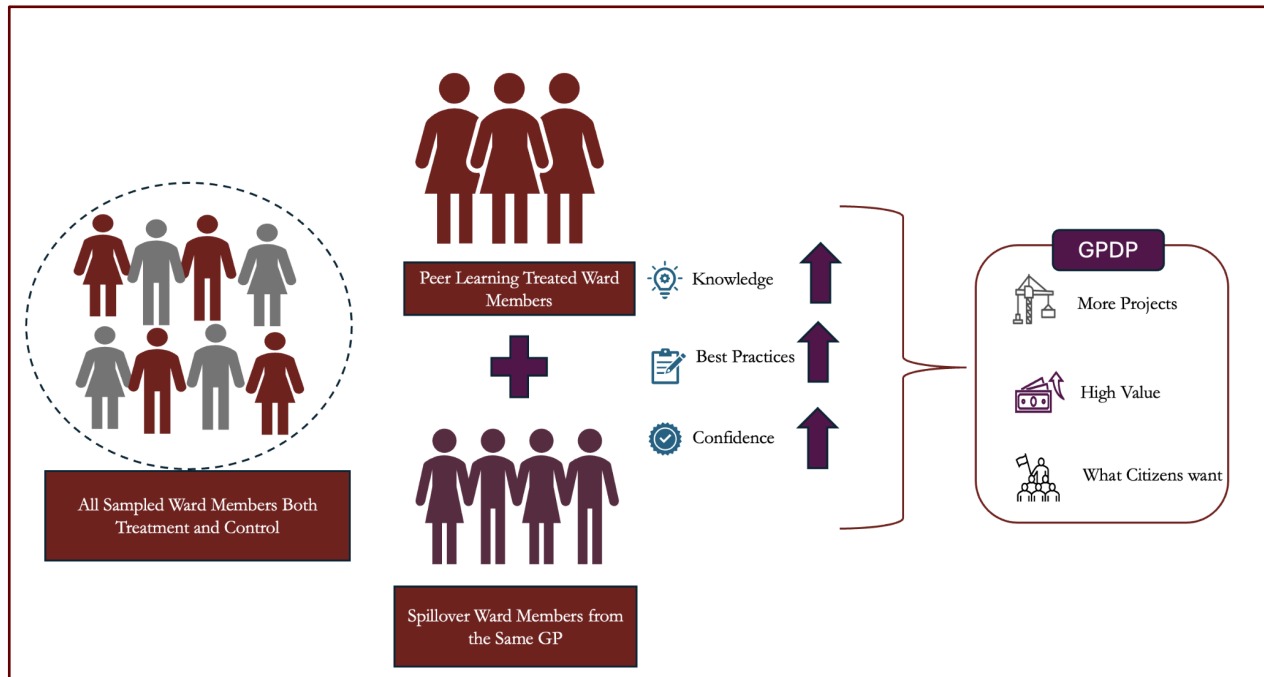 All Sampled Ward Members Both
Treatment and Control
Peer Learning Treated Ward
Members
Spillover Ward Members from
the Same GP
Knowledge
Best Practices
Confidence
GPDP
More Projects
High Value
What Citizens want